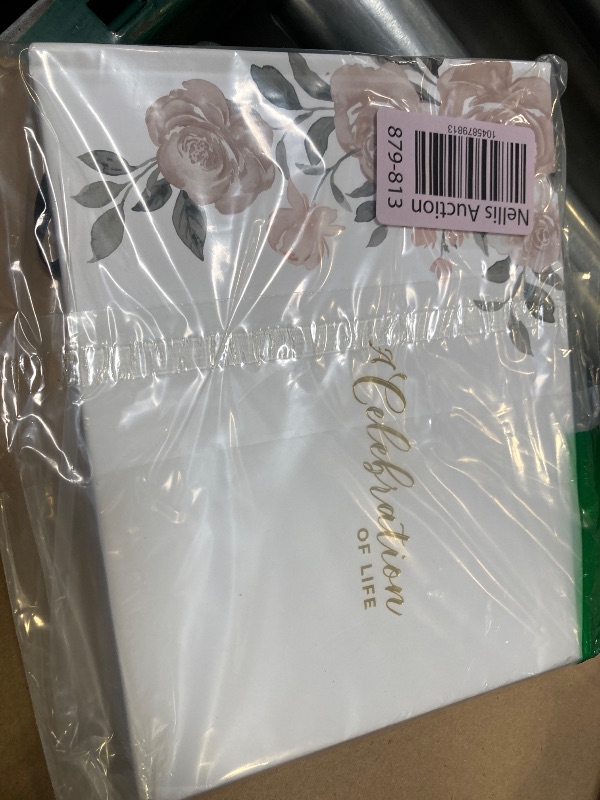 Nellis Auction
1045879813
879-813
A Celebration
OF LIFE